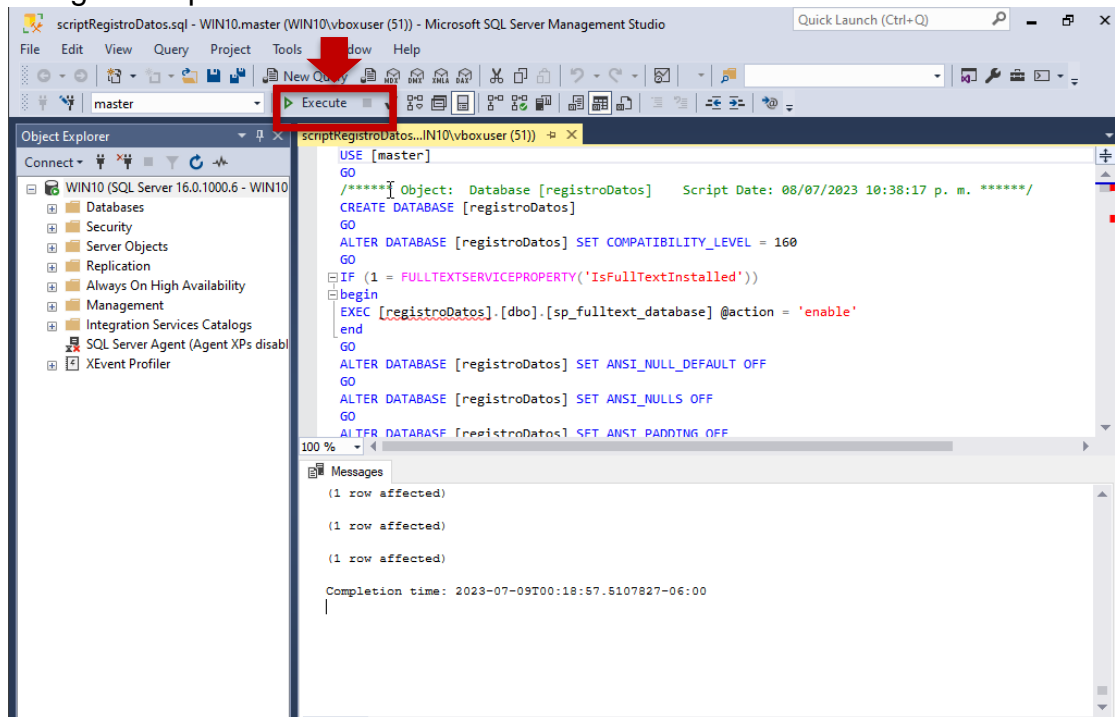 scriptRegistroDatos.sql - WIN10.master (WIN10\vboxuser (51)) - Microsoft SQL Server Management Studio
Quick Launch (Ctrl+Q)
File Edit View Query Project Tools Help
New Query
master
Execute
Object Explorer
scriptRegistroDatos...IN10\vboxuser (51))
Connect
WIN10 (SQL Server 16.0.1000.6 - WIN10
Databases
Security
Server Objects
Replication
Always On High Availability
Management
Integration Services Catalogs
SQL Server Agent (Agent XPs disabl
XEvent Profiler
USE [master]
GO
/****** Object: Database [registroDatos] Script Date: 08/07/2023 10:38:17 p. m. ******/
CREATE DATABASE [registroDatos]
GO
ALTER DATABASE [registroDatos] SET COMPATIBILITY_LEVEL = 160
GO
IF (1 = FULLTEXTSERVICEPROPERTY('IsFullTextInstalled'))
begin
EXEC [registroDatos].[dbo].[sp_fulltext_database] @action = 'enable'
end
GO
ALTER DATABASE [registroDatos] SET ANSI_NULL_DEFAULT OFF
GO
ALTER DATABASE [registroDatos] SET ANSI_NULLS OFF
GO
ALTER DATABASE [registroDatos] SET ANSI_PADDING OFF
100 %
Messages
(1 row affected)
(1 row affected)
(1 row affected)
Completion time: 2023-07-09T00:18:57.5107827-06:00